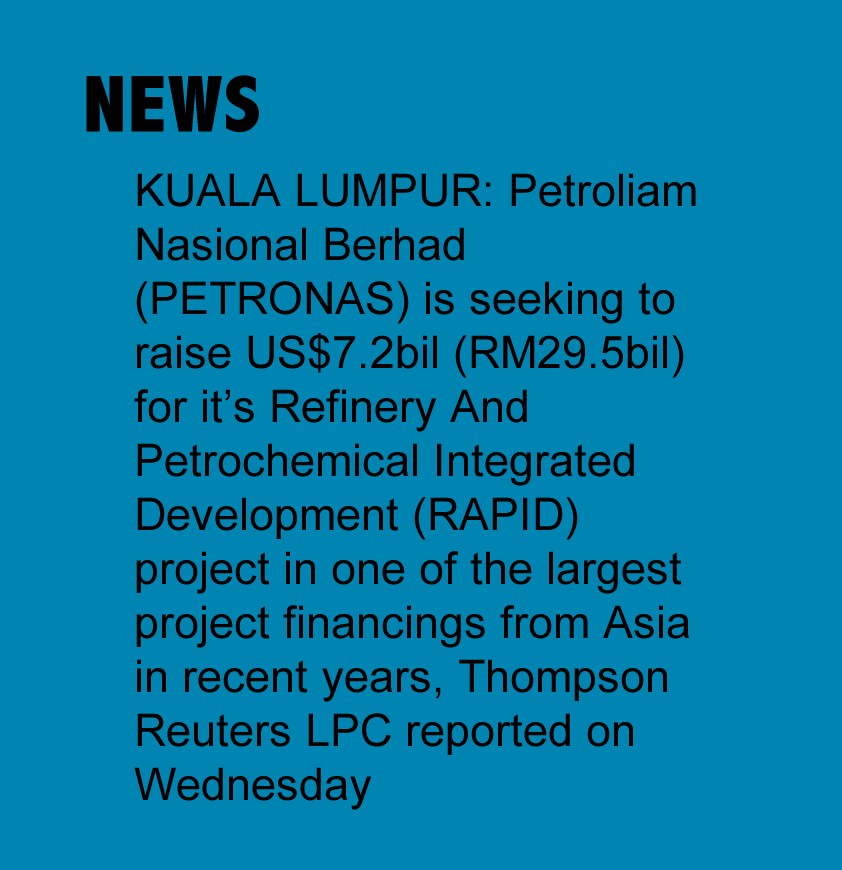 NEWS
KUALA LUMPUR: Petroliam
Nasional Berhad
(PETRONAS) is seeking to
raise US$7.2bil (RM29.5bil)
for it’s Refinery And
Petrochemical Integrated
Development (RAPID)
project in one of the largest
project financings from Asia
in recent years, Thompson
Reuters LPC reported on
Wednesday